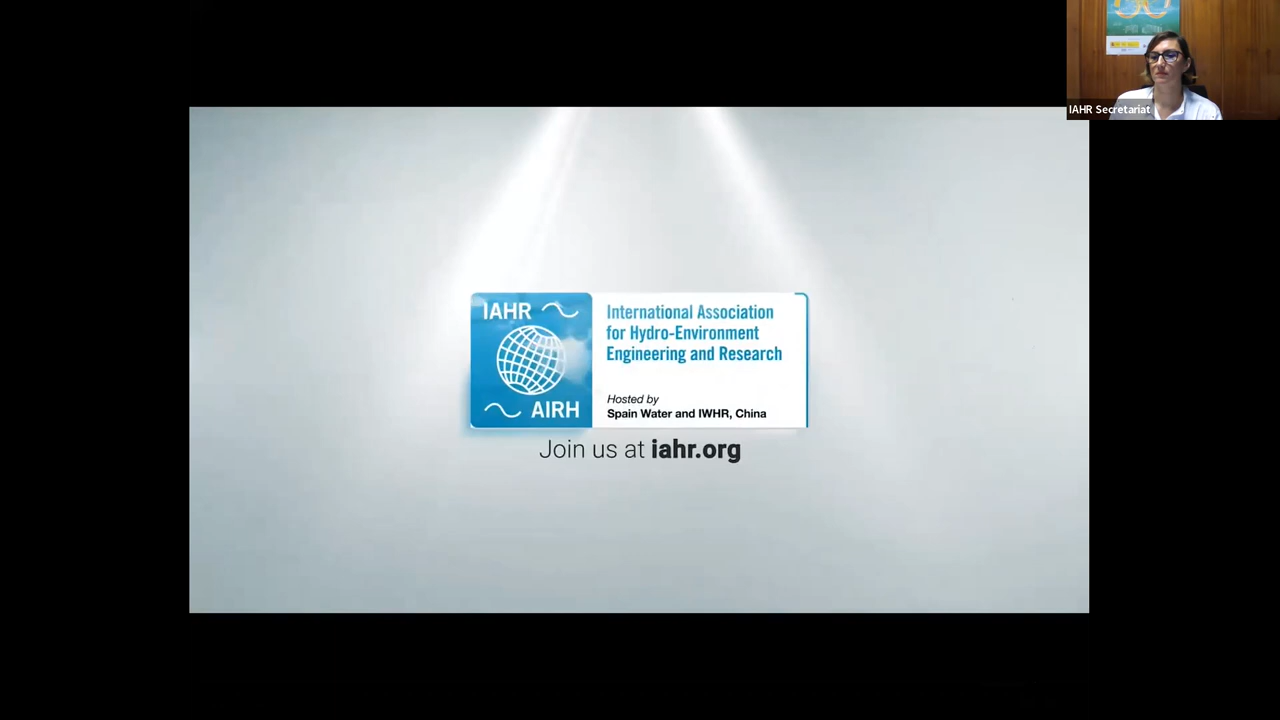 IAHR Secretariat
IAHR
AIRH
International Association
for Hydro-Environment
Engineering and Research
Hosted by
Spain Water and IWHR, China
Join us at iahr.org